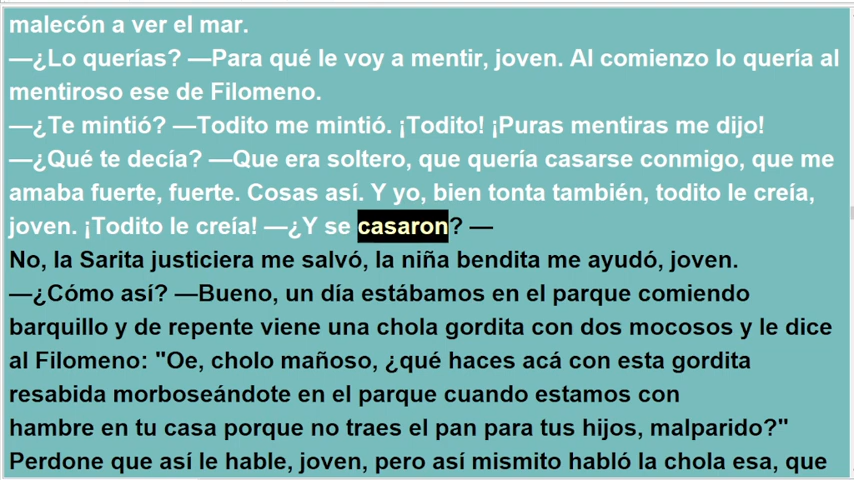 malecón a ver el mar.
—¿Lo querías? —Para qué le voy a mentir, joven. Al comienzo lo quería al
mentiroso ese de Filomeno.
—¿Te mintió? —Todito me mintió. ¡Todito! ¡Puras mentiras me dijo!
—¿Qué te decía? —Que era soltero, que quería casarse conmigo, que me
amaba fuerte, fuerte. Cosas así. Y yo, bien tonta también, todito le creía,
joven. ¡Todito le creía! —¿Y se casaron? —
No, la Sarita justiciera me salvó, la niña bendita me ayudó, joven.
—¿Cómo así? —Bueno, un día estábamos en el parque comiendo
barquillo y de repente viene una chola gordita con dos mocosos y le dice
al Filomeno: "Oe, cholo mañoso, ¿qué haces acá con esta gordita
resabida morboseándote en el parque cuando estamos con
hambre en tu casa porque no traes el pan para tus hijos, malparido?"
Perdone que así le hable, joven, pero así mismito habló la chola esa, que